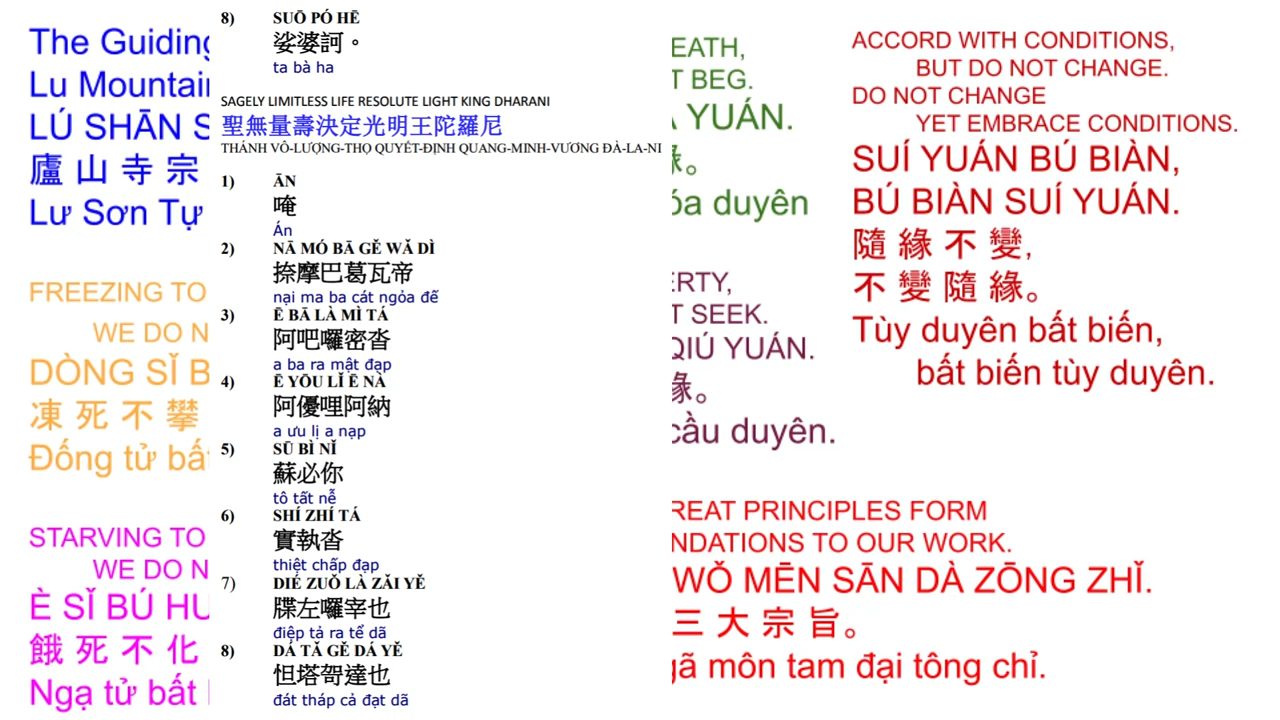 The Guiding
Lu Mountain
LÚ SHĀN S
廬 山 寺 宗
Lư Sơn Tự
FREEZING TO
WE DO N
DÒNG SǏ B
凍 死 不 攀
Đống tử bất
STARVING TO
WE DO N
È SǏ BÚ HU
餓 死 不 化
Ngạ tử bất
8) SUŌ PÓ HĒ
娑婆訶。
ta bà ha
SAGELY LIMITLESS LIFE RESOLUTE LIGHT KING DHARANI
聖無量壽決定光明王陀羅尼
THÁNH VÔ-LƯỢNG-THỌ QUYẾT-ĐỊNH QUANG-MINH-VƯƠNG ĐÀ-LA-NI
1) ĀN
唵
Án
2) NĀ MÓ BĀ GĚ WǍ DÌ
捺摩巴葛瓦帝
nại ma ba cát ngỏa đế
3) Ē BĀ LÀ MÌ TÁ
阿吧囉密沓
a ba ra mật đạp
4) Ē YŌU LǏ Ē NÀ
阿優哩阿納
a ưu lị a nạp
5) SŪ BÌ NǏ
蘇必你
tô tất nễ
6) SHÍ ZHÍ TÁ
實執沓
thiệt chấp đạp
7) DIÉ ZUǑ LÀ ZǍI YĚ
牒左囉宰也
điệp tả ra tể dã
8) DÁ TǍ GĚ DÁ YĚ
怛塔哿達也
đát tháp cả đạt dã
EATH,
T BEG.
YUÁN.
緣。
óa duyên
ERTY,
T SEEK.
QIÚ YUÁN.
緣。
cầu duyên.
ACCORD WITH CONDITIONS,
BUT DO NOT CHANGE.
DO NOT CHANGE
YET EMBRACE CONDITIONS.
SUÍ YUÁN BÚ BIÀN,
BÚ BIÀN SUÍ YUÁN.
隨 緣 不 變,
不 變 隨 緣。
Tùy duyên bất biến,
bất biến tùy duyên.
REAT PRINCIPLES FORM
NDATIONS TO OUR WORK.
WǑ MĒN SĀN DÀ ZŌNG ZHǏ.
三 大 宗 旨。
gã môn tam đại tông chỉ.